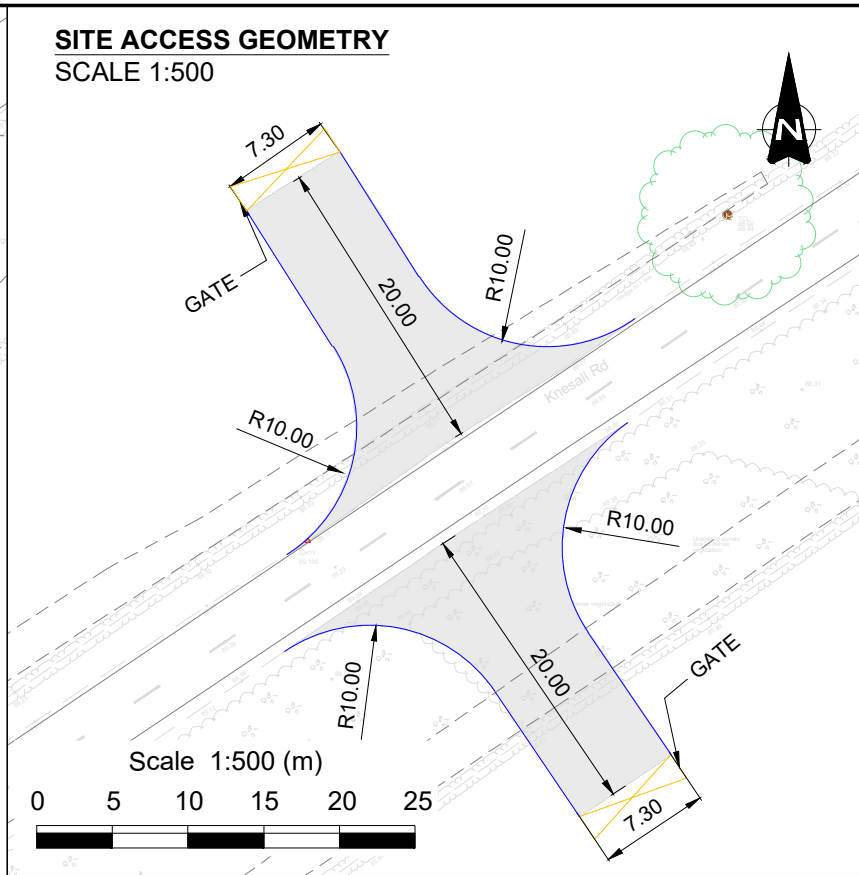 SITE ACCESS GEOMETRY
SCALE 1:500
N
7.30
GATE
20.00
R10.00
R10.00
Knesall Rd
R10.00
20.00
R10.00
GATE
7.30
Scale 1:500 (m)
0 5 10 15 20 25